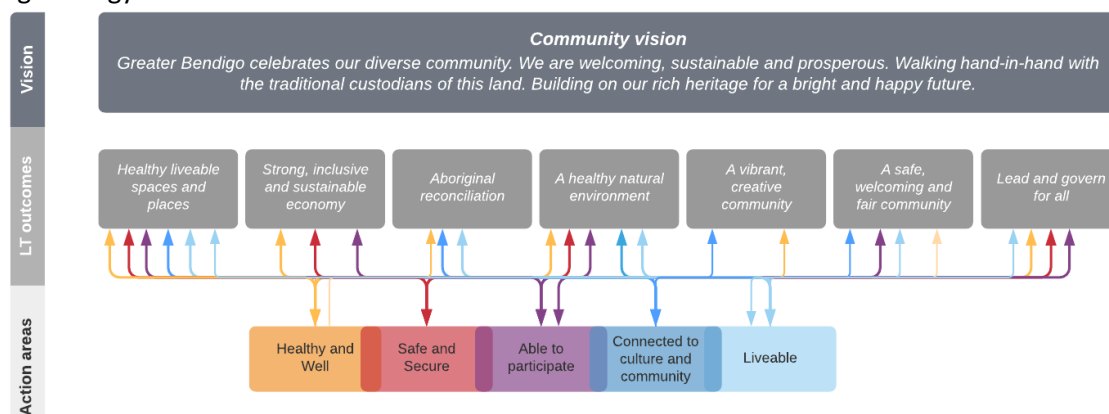 Vision
Community vision
Greater Bendigo celebrates our diverse community. We are welcoming, sustainable and prosperous. Walking hand-in-hand with
the traditional custodians of this land. Building on our rich heritage for a bright and happy future.
LT outcomes
Healthy liveable
spaces and
places
Strong, inclusive
and sustainable
economy
Aboriginal
reconciliation
A healthy natural
environment
A vibrant,
creative
community
A safe,
welcoming and
fair community
Lead and govern
for all
Action areas
Healthy and
Well
Safe and
Secure
Able to
participate
Connected to
culture and
community
Liveable